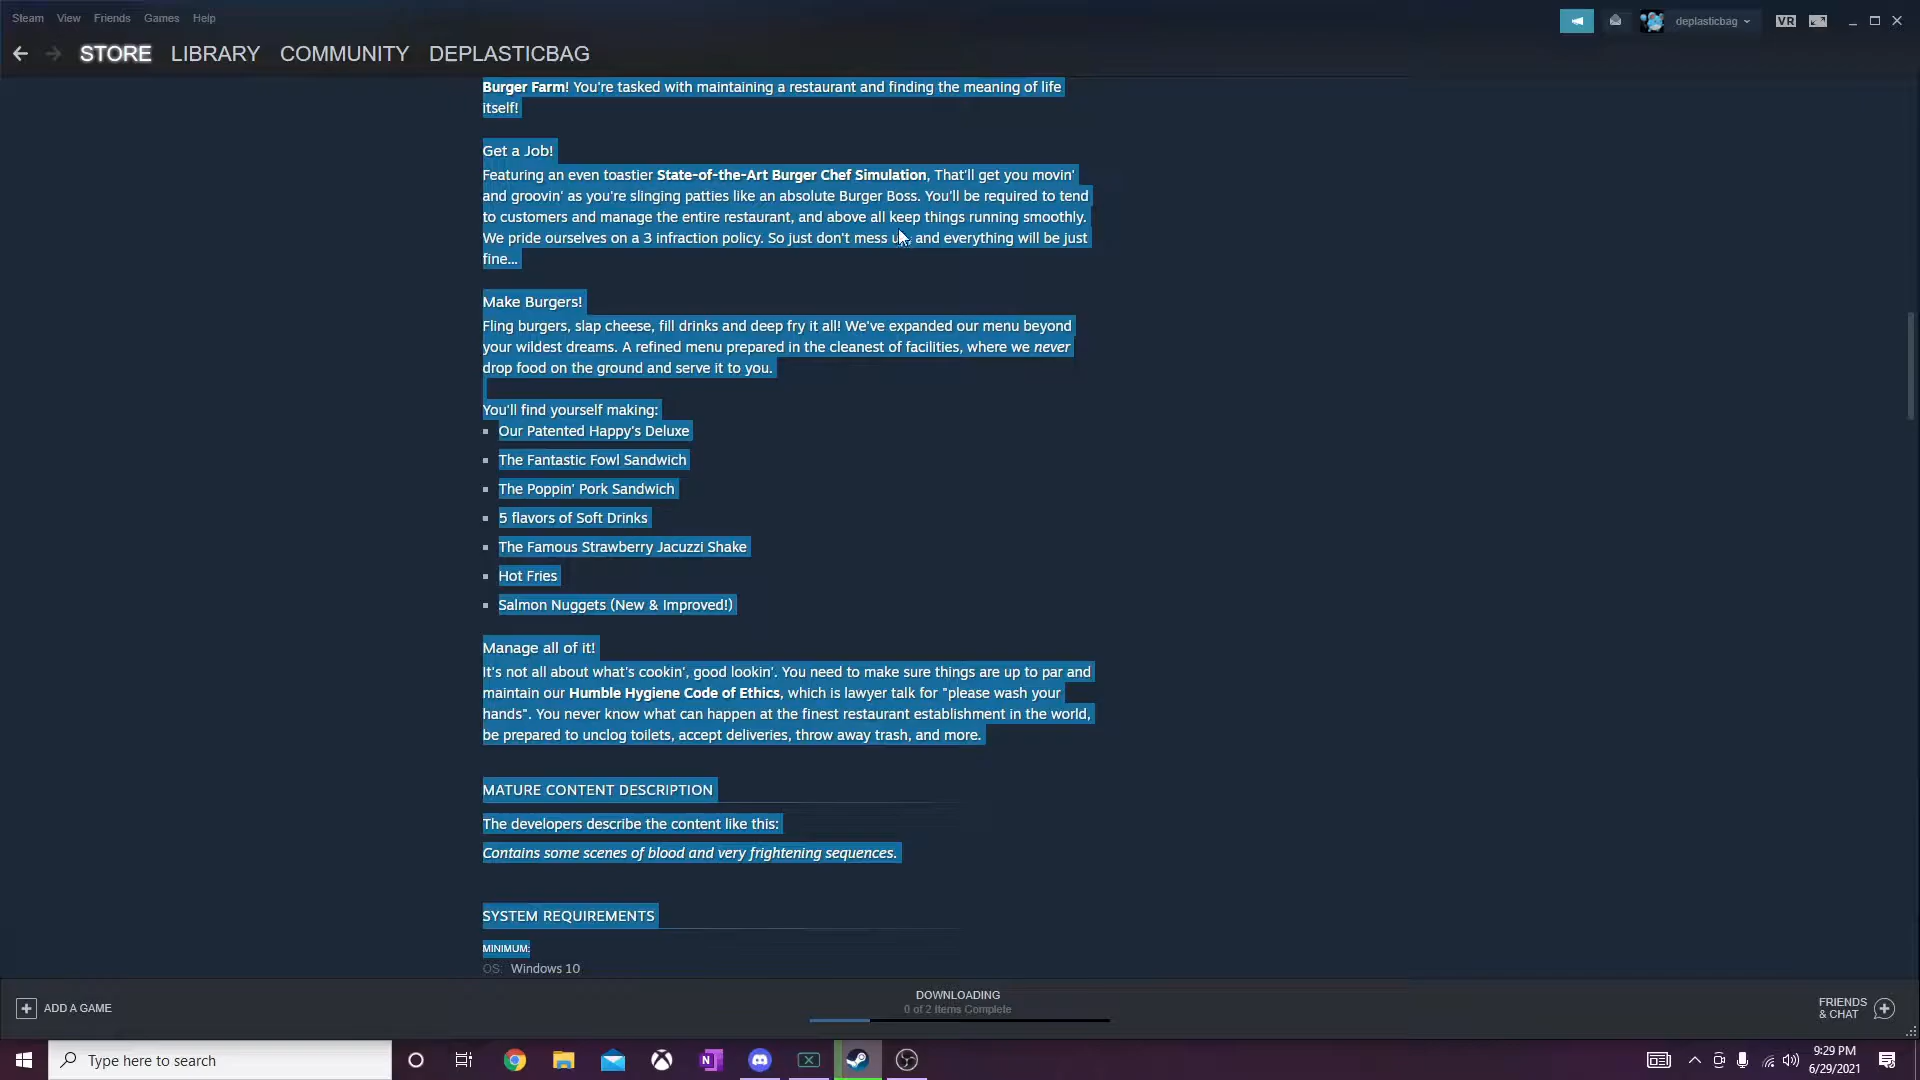 Steam View Friends Games Help
deplasticbag
VR
STORE LIBRARY COMMUNITY DEPLASTICBAG
Burger Farm! You're tasked with maintaining a restaurant and finding the meaning of life
itself!
Get a Job!
Featuring an even toastier State-of-the-Art Burger Chef Simulation, That'll get you movin'
and groovin' as you're slinging patties like an absolute Burger Boss. You'll be required to tend
to customers and manage the entire restaurant, and above all keep things running smoothly.
We pride ourselves on a 3 infraction policy. So just don't mess up and everything will be just
fine...
Make Burgers!
Fling burgers, slap cheese, fill drinks and deep fry it all! We've expanded our menu beyond
your wildest dreams. A refined menu prepared in the cleanest of facilities, where we never
drop food on the ground and serve it to you.
You'll find yourself making:
Our Patented Happy's Deluxe
The Fantastic Fowl Sandwich
The Poppin' Pork Sandwich
5 flavors of Soft Drinks
The Famous Strawberry Jacuzzi Shake
Hot Fries
Salmon Nuggets (New & Improved!)
Manage all of it!
It's not all about what's cookin', good lookin'. You need to make sure things are up to par and
maintain our Humble Hygiene Code of Ethics, which is lawyer talk for "please wash your
hands". You never know what can happen at the finest restaurant establishment in the world,
be prepared to unclog toilets, accept deliveries, throw away trash, and more.
MATURE CONTENT DESCRIPTION
The developers describe the content like this:
Contains some scenes of blood and very frightening sequences.
SYSTEM REQUIREMENTS
MINIMUM:
OS: Windows 10
ADD A GAME
DOWNLOADING
0 of 2 Items Complete
FRIENDS
& CHAT
Type here to search
9:29 PM
6/29/2021